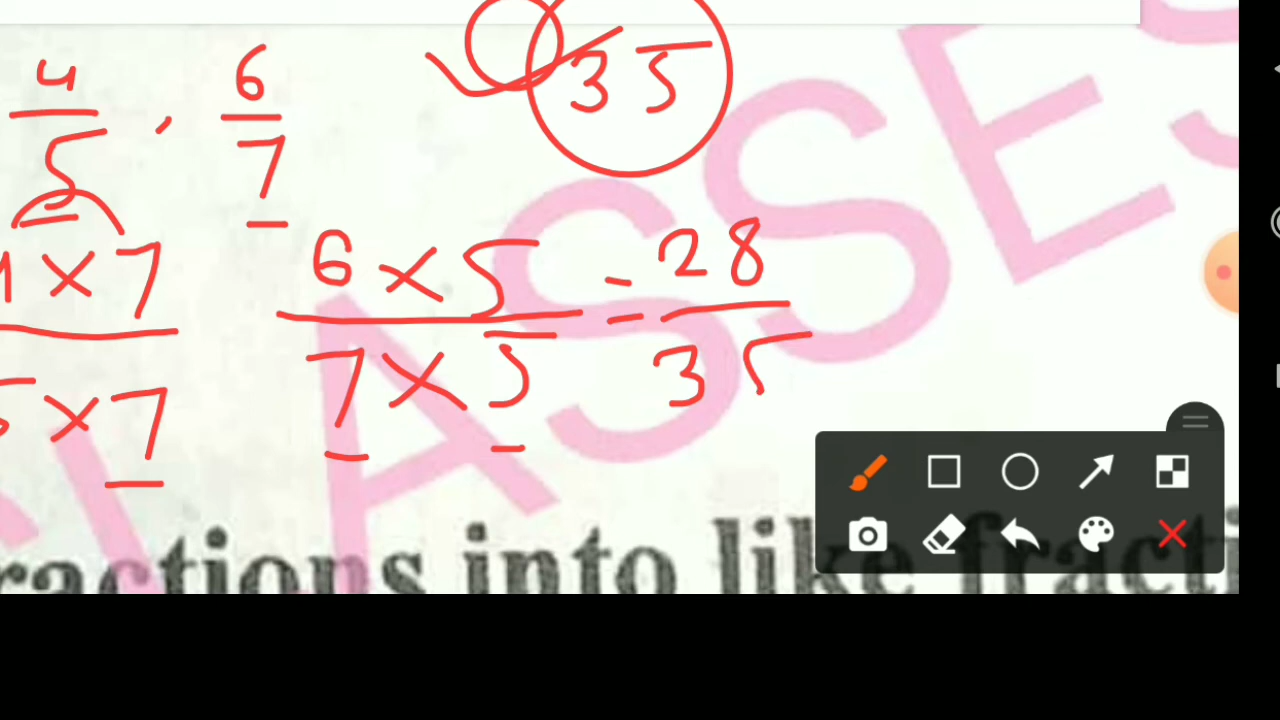 35
4/5 , 6/7
4 × 7 / 5 × 7
6 × 5 / 7 × 5 = 28/35
ASSES
ractions into like fracti